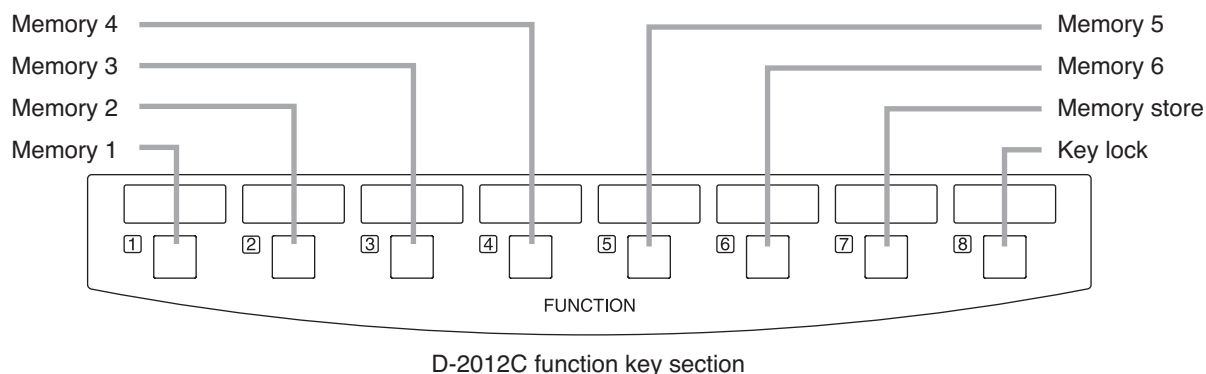 Memory 4
Memory 3
Memory 2
Memory 1
Memory 5
Memory 6
Memory store
Key lock
1 2 3 4 5 6 7 8
FUNCTION
D-2012C function key section